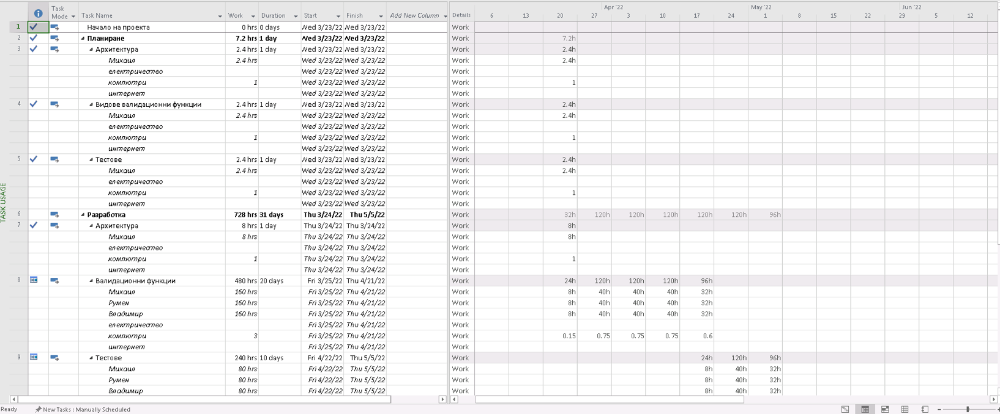 Task Mode Task Name Work Duration Start Finish Add New Column Details Apr '22 May '22 Jun '22
6 13 20 27 3 10 17 24 1 8 15 22 29 5 12
1 Начало на проекта 0 hrs 0 days Wed 3/23/22 Wed 3/23/22 Work
2 Планиране 7.2 hrs 1 day Wed 3/23/22 Wed 3/23/22 Work 7.2h
3 Архитектура 2.4 hrs 1 day Wed 3/23/22 Wed 3/23/22 Work 2.4h
Михаил 2.4 hrs Wed 3/23/22 Wed 3/23/22 Work 2.4h
електричество Wed 3/23/22 Wed 3/23/22 Work
компютри 1 Wed 3/23/22 Wed 3/23/22 Work 1
интернет Wed 3/23/22 Wed 3/23/22 Work
4 Видове валидационни функции 2.4 hrs 1 day Wed 3/23/22 Wed 3/23/22 Work 2.4h
Михаил 2.4 hrs Wed 3/23/22 Wed 3/23/22 Work 2.4h
електричество Wed 3/23/22 Wed 3/23/22 Work
компютри 1 Wed 3/23/22 Wed 3/23/22 Work 1
интернет Wed 3/23/22 Wed 3/23/22 Work
5 Тестове 2.4 hrs 1 day Wed 3/23/22 Wed 3/23/22 Work 2.4h
Михаил 2.4 hrs Wed 3/23/22 Wed 3/23/22 Work 2.4h
електричество Wed 3/23/22 Wed 3/23/22 Work
компютри 1 Wed 3/23/22 Wed 3/23/22 Work 1
интернет Wed 3/23/22 Wed 3/23/22 Work
6 Разработка 728 hrs 31 days Thu 3/24/22 Thu 5/5/22 Work 32h 120h 120h 120h 120h 120h 96h
7 Архитектура 8 hrs 1 day Thu 3/24/22 Thu 3/24/22 Work 8h
Михаил 8 hrs Thu 3/24/22 Thu 3/24/22 Work 8h
електричество Thu 3/24/22 Thu 3/24/22 Work
компютри 1 Thu 3/24/22 Thu 3/24/22 Work 1
интернет Thu 3/24/22 Thu 3/24/22 Work
8 Валидационни функции 480 hrs 20 days Fri 3/25/22 Thu 4/21/22 Work 24h 120h 120h 120h 96h
Михаил 160 hrs Fri 3/25/22 Thu 4/21/22 Work 8h 40h 40h 40h 32h
Румен 160 hrs Fri 3/25/22 Thu 4/21/22 Work 8h 40h 40h 40h 32h
Владимир 160 hrs Fri 3/25/22 Thu 4/21/22 Work 8h 40h 40h 40h 32h
електричество Fri 3/25/22 Thu 4/21/22 Work
компютри 3 Fri 3/25/22 Thu 4/21/22 Work 0.15 0.75 0.75 0.75 0.6
интернет Fri 3/25/22 Thu 4/21/22 Work
9 Тестове 240 hrs 10 days Fri 4/22/22 Thu 5/5/22 Work 24h 120h 96h
Михаил 80 hrs Fri 4/22/22 Thu 5/5/22 Work 8h 40h 32h
Румен 80 hrs Fri 4/22/22 Thu 5/5/22 Work 8h 40h 32h
Владимир 80 hrs Fri 4/22/22 Thu 5/5/22 Work 8h 40h 32h
TASK USAGE
Ready New Tasks : Manually Scheduled